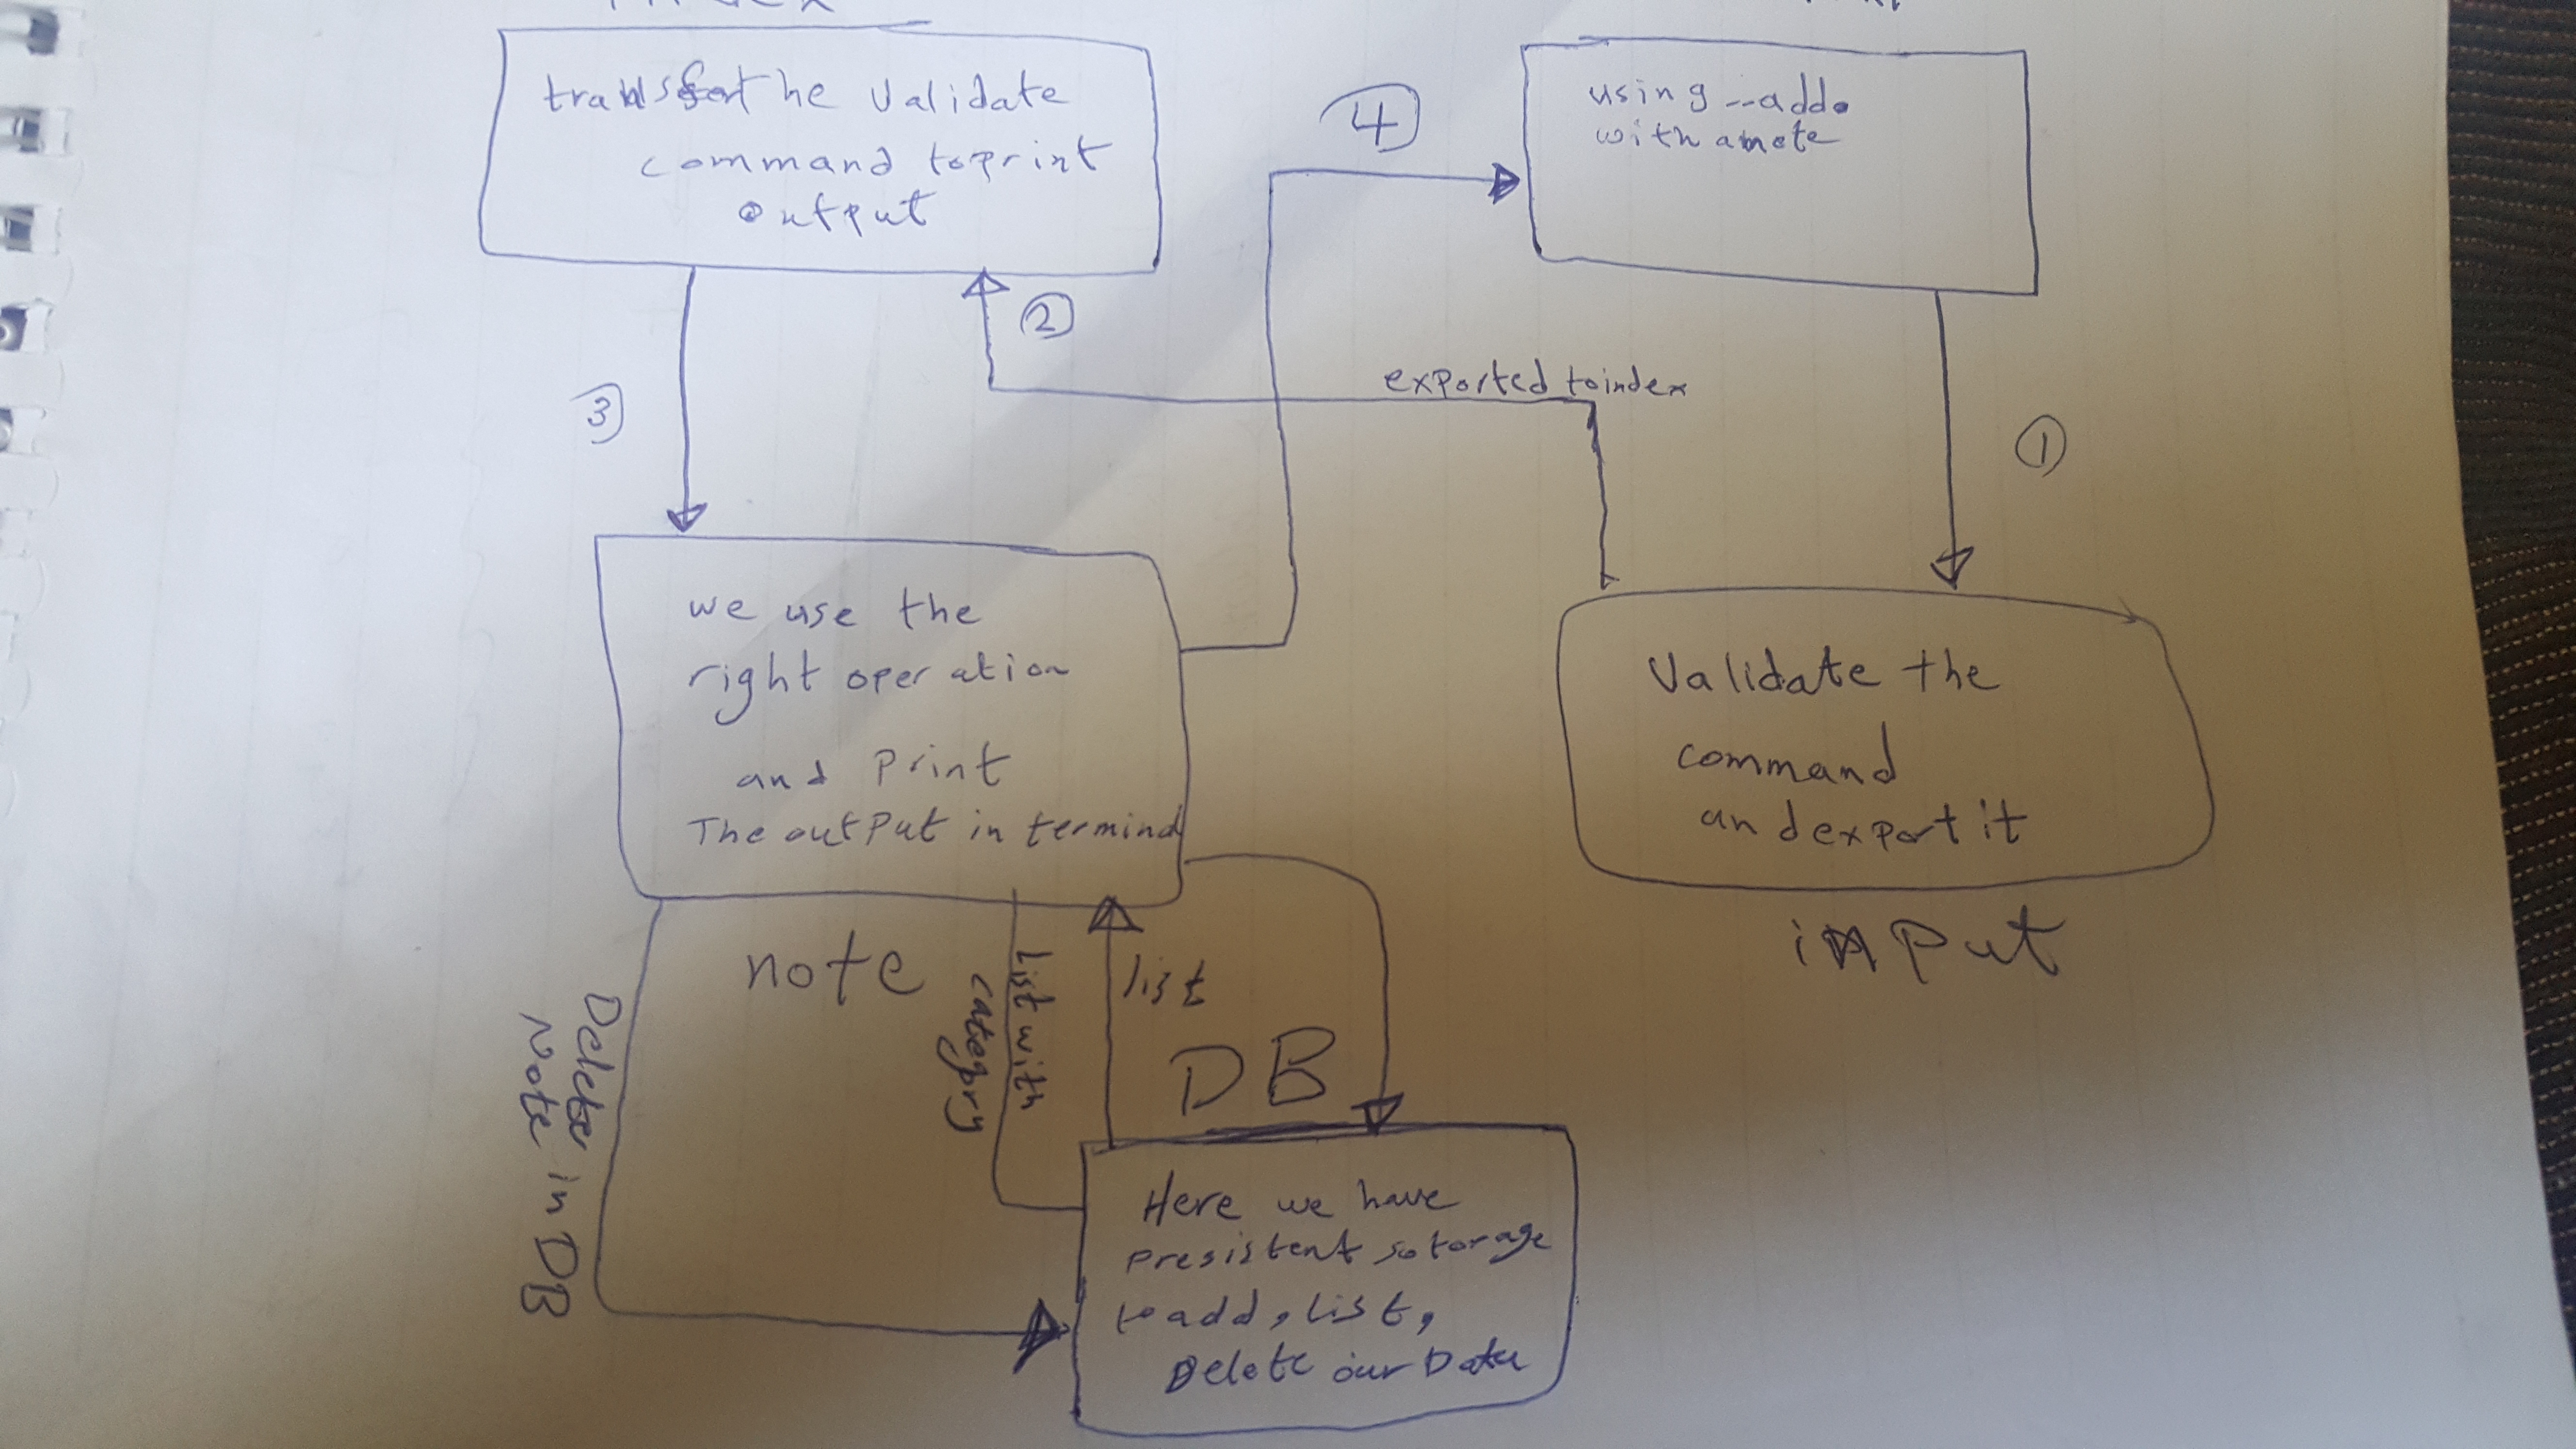 transfert the validate
command to print
output
using --add
with a note
4
3
2
1
exported to index
we use the
right operation
and print
The output in terminal
Validate the
command
and export it
note
input
Delete
Note
in DB
List with
category
list
DB
Here we have
presistent sotorage
to add, list,
Delete our Data